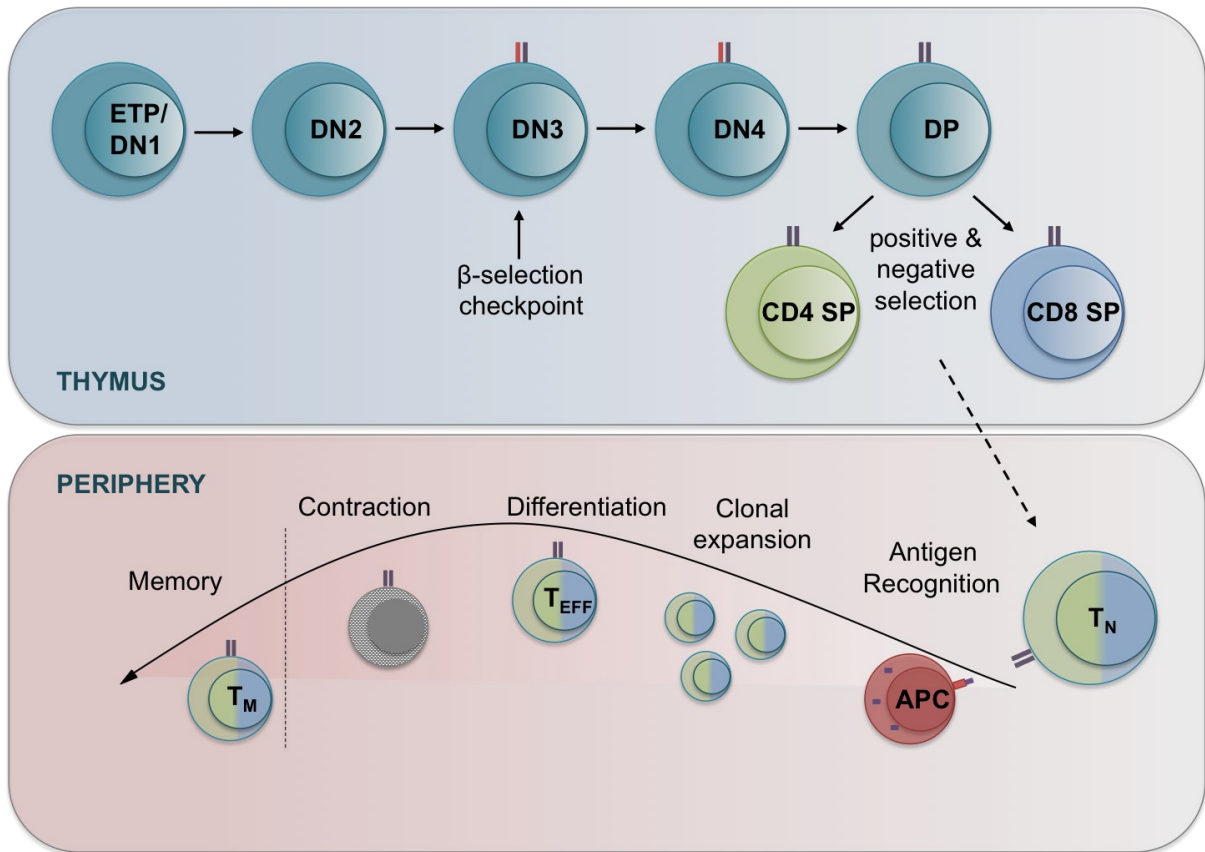 ETP/
DN1
DN2
DN3
DN4
DP
β-selection
checkpoint
positive &
negative
selection
CD4 SP
CD8 SP
THYMUS
PERIPHERY
Contraction
Differentiation
Clonal
expansion
Antigen
Recognition
Memory
TEFF
TN
TM
APC